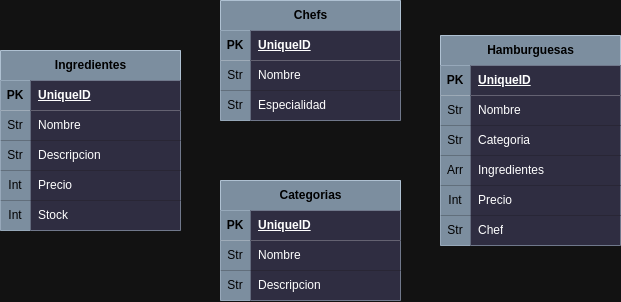 Ingredientes
PK UniqueID
Str Nombre
Str Descripcion
Int Precio
Int Stock
Chefs
PK UniqueID
Str Nombre
Str Especialidad
Categorias
PK UniqueID
Str Nombre
Str Descripcion
Hamburguesas
PK UniqueID
Str Nombre
Str Categoria
Arr Ingredientes
Int Precio
Str Chef